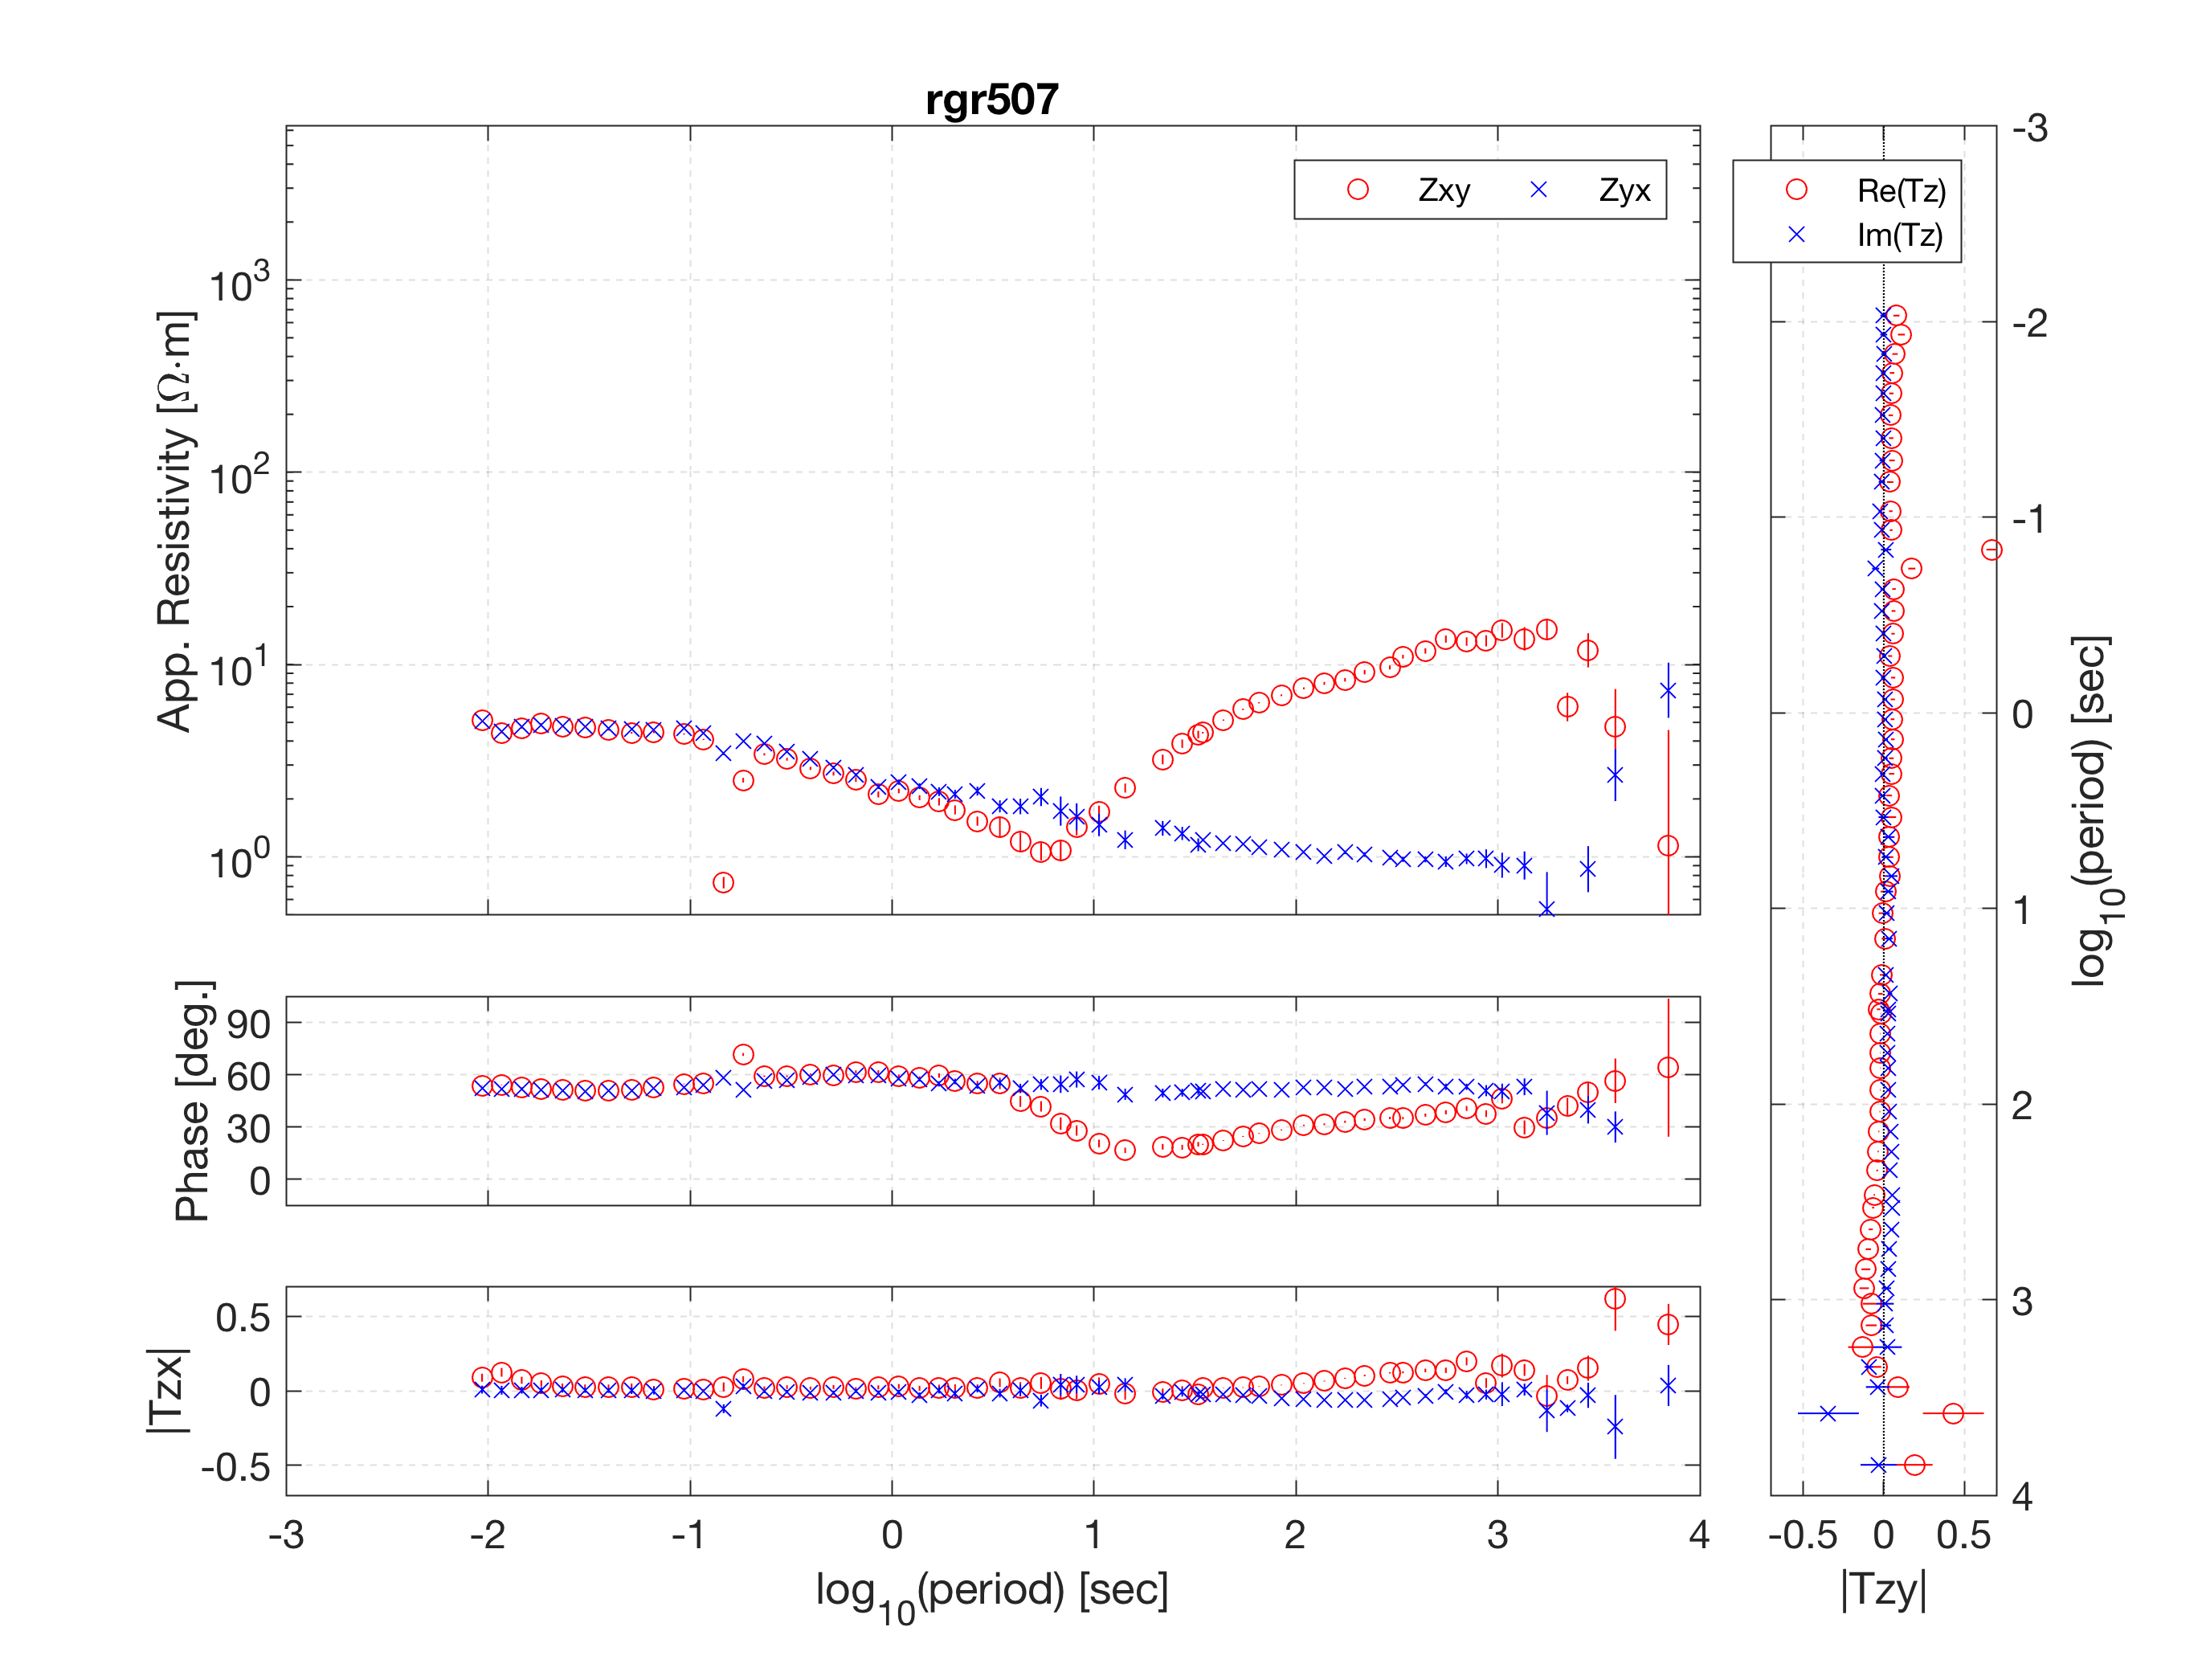 rgr507
Zxy Zyx
Re(Tz)
Im(Tz)
App. Resistivity [Ω·m]
10³
10²
10¹
10⁰
Phase [deg.]
90
60
30
0
|Tzx|
0.5
0
-0.5
-3 -2 -1 0 1 2 3 4
log₁₀(period) [sec]
-3
-2
-1
0
1
2
3
4
log₁₀(period) [sec]
-0.5 0 0.5
|Tzy|